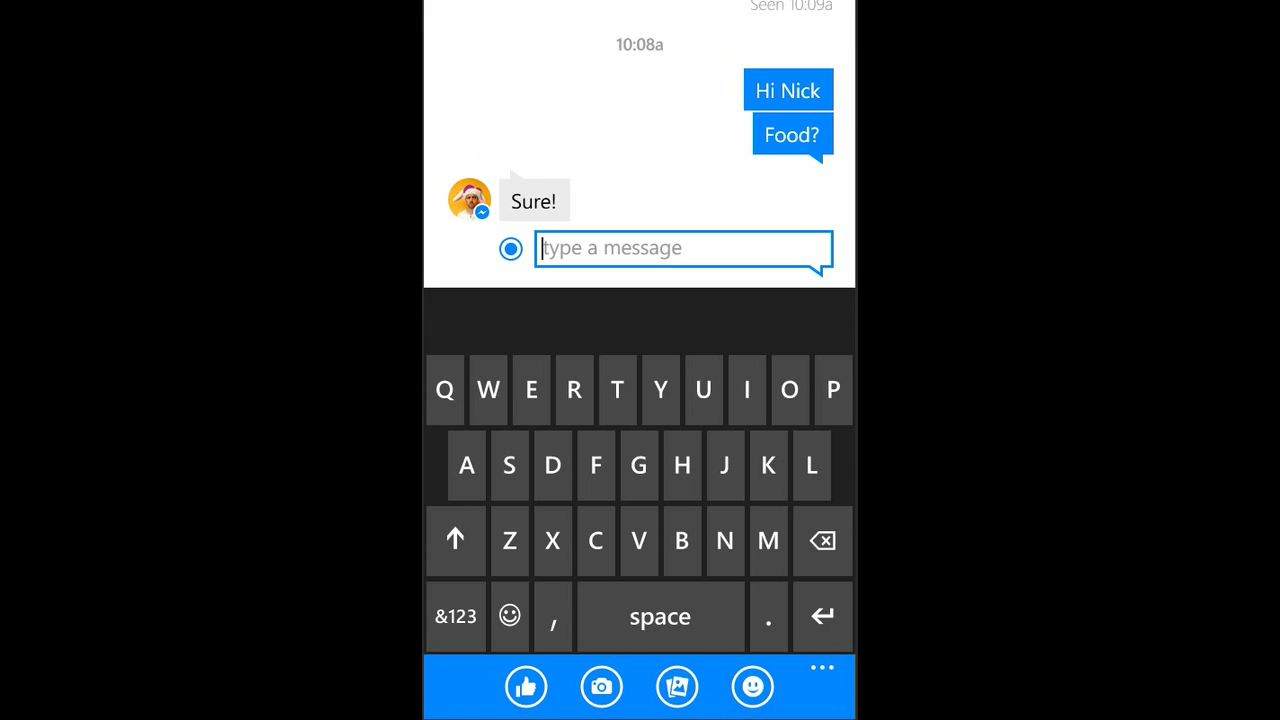 Seen 10:09a
10:08a
Hi Nick
Food?
Sure!
type a message
Q W E R T Y U I O P
A S D F G H J K L
Z X C V B N M
&123 , space .